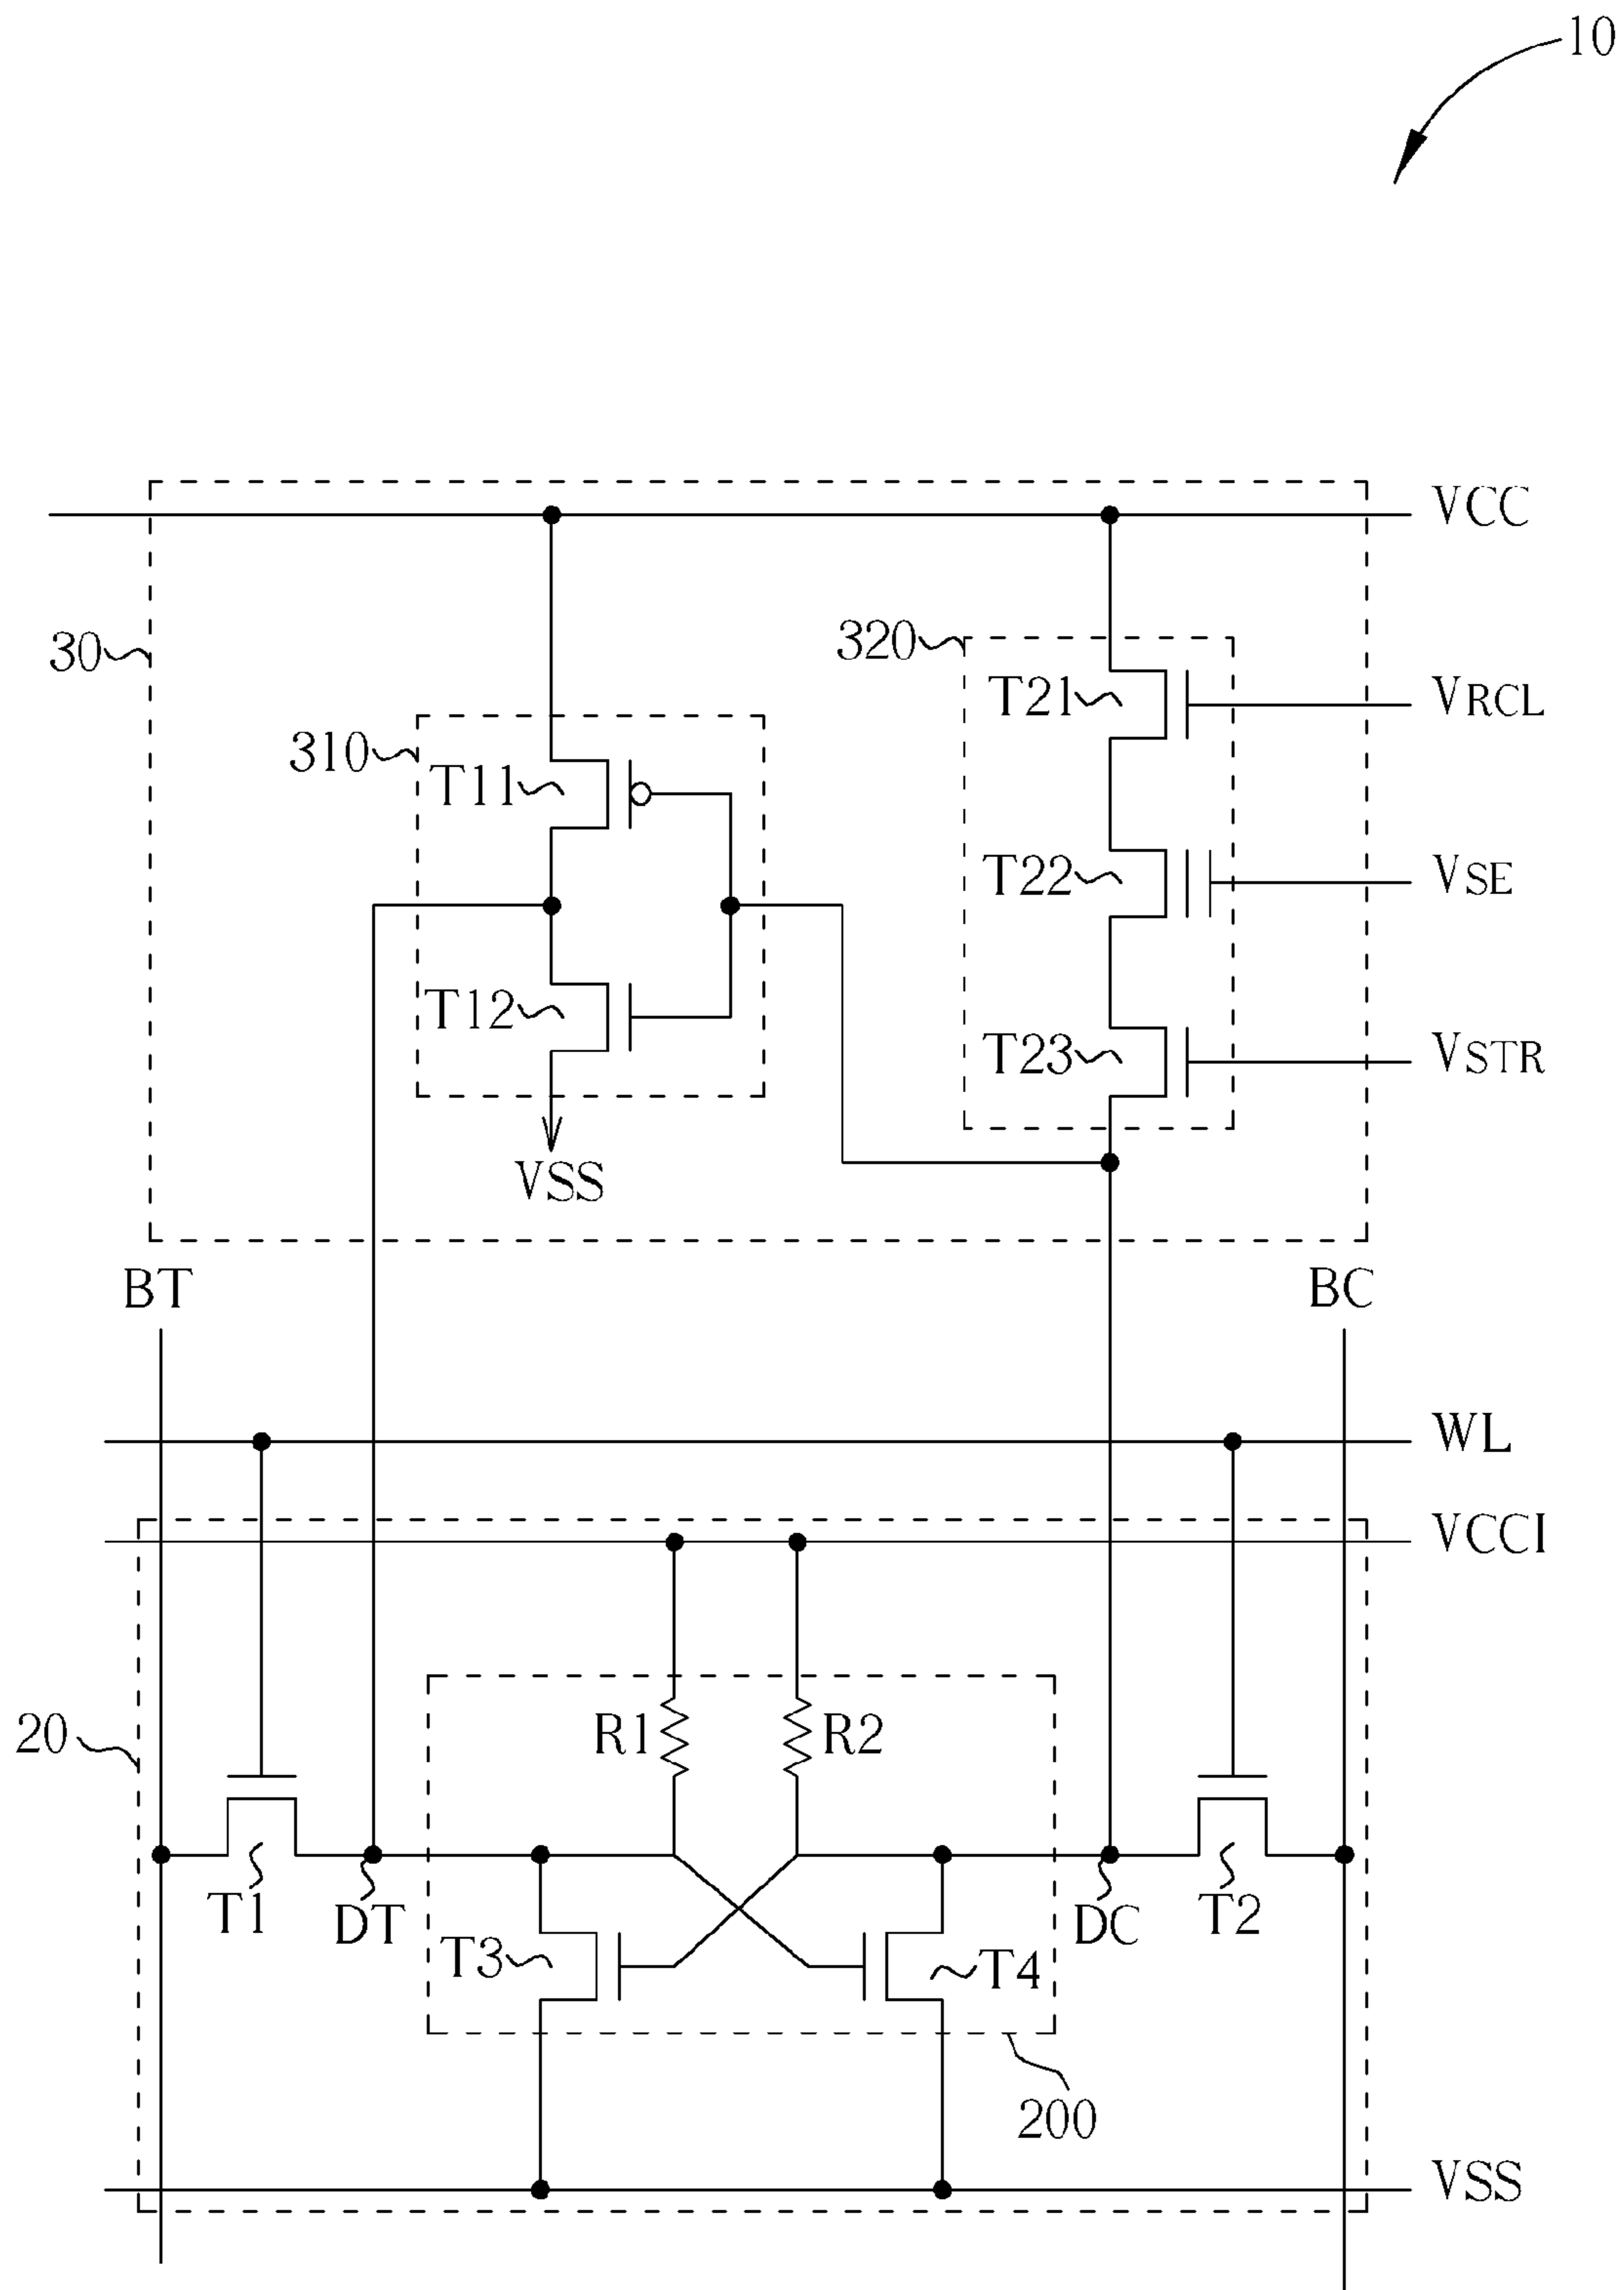 10
VCC
30
320
T21
VRCL
310
T11
T22
VSE
T12
T23
VSTR
VSS
BT
BC
WL
VCCI
20
R1
R2
T1
DT
DC
T2
T3
T4
200
VSS